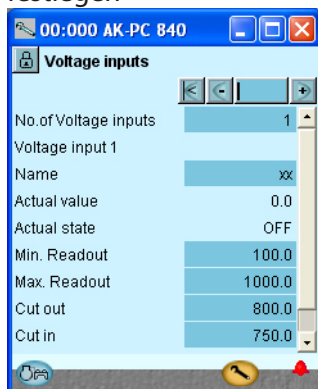 00:000 AK-PC 840
Voltage inputs
No.of Voltage inputs 1
Voltage input 1
Name xx
Actual value 0.0
Actual state OFF
Min. Readout 100.0
Max. Readout 1000.0
Cut out 800.0
Cut in 750.0